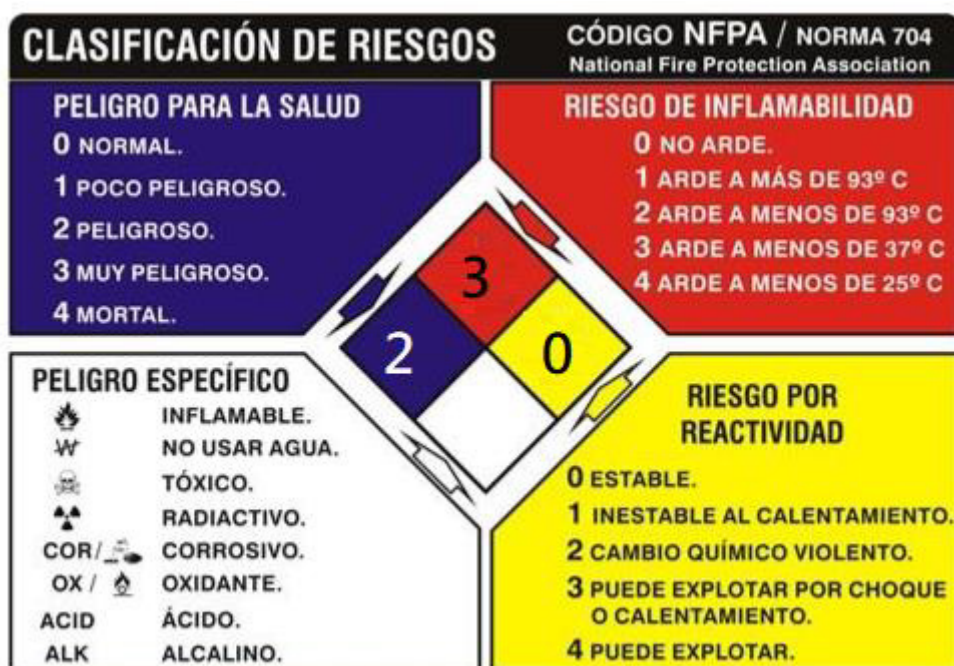 CLASIFICACIÓN DE RIESGOS
CÓDIGO NFPA / NORMA 704
National Fire Protection Association
PELIGRO PARA LA SALUD
0 NORMAL.
1 POCO PELIGROSO.
2 PELIGROSO.
3 MUY PELIGROSO.
4 MORTAL.
RIESGO DE INFLAMABILIDAD
0 NO ARDE.
1 ARDE A MÁS DE 93º C
2 ARDE A MENOS DE 93º C
3 ARDE A MENOS DE 37º C
4 ARDE A MENOS DE 25º C
3
2
0
PELIGRO ESPECÍFICO
INFLAMABLE.
W NO USAR AGUA.
TÓXICO.
RADIACTIVO.
COR/ CORROSIVO.
OX / OXIDANTE.
ACID ÁCIDO.
ALK ALCALINO.
RIESGO POR
REACTIVIDAD
0 ESTABLE.
1 INESTABLE AL CALENTAMIENTO.
2 CAMBIO QUÍMICO VIOLENTO.
3 PUEDE EXPLOTAR POR CHOQUE
O CALENTAMIENTO.
4 PUEDE EXPLOTAR.